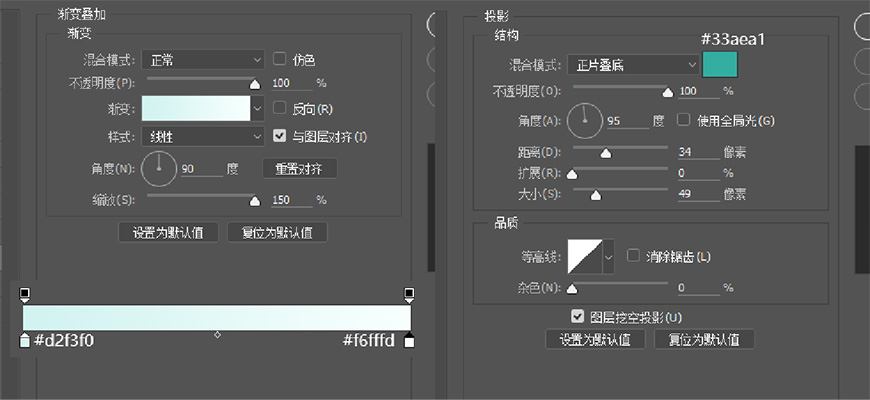 渐变叠加
渐变
混合模式: 正常 仿色
不透明度(P): 100 %
渐变: 反向(R)
样式: 线性 与图层对齐(I)
角度(N): 90 度 重置对齐
缩放(S): 150 %
设置为默认值 复位为默认值
#d2f3f0 #f6fffd
投影
结构
#33aea1
混合模式: 正片叠底
不透明度(O): 100 %
角度(A): 95 度 使用全局光(G)
距离(D): 34 像素
扩展(R): 0 %
大小(S): 49 像素
品质
等高线: 消除锯齿(L)
杂色(N): 0 %
图层挖空投影(U)
设置为默认值 复位为默认值